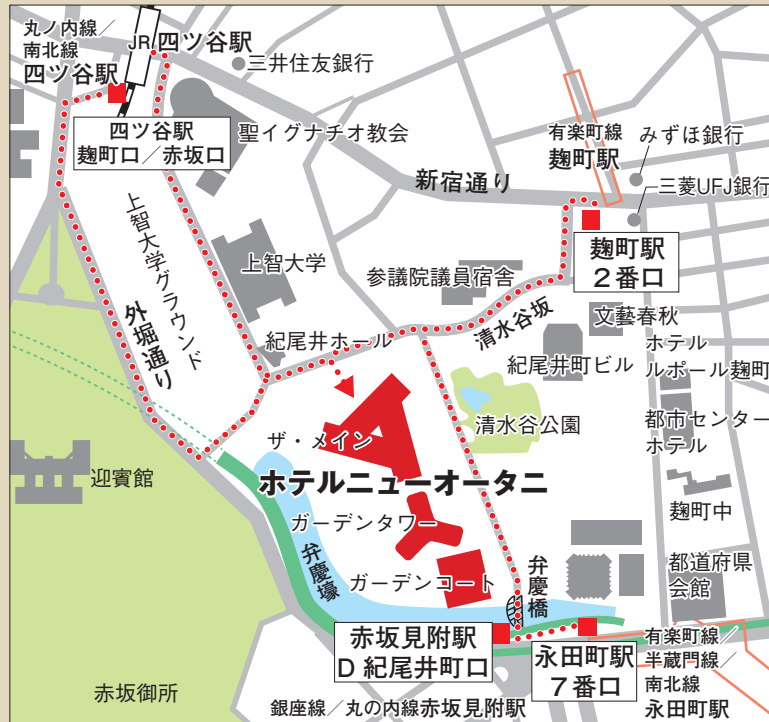 丸ノ内線／
南北線
四ツ谷駅
JR 四ツ谷駅
三井住友銀行
四ツ谷駅
麹町口／赤坂口
聖イグナチオ教会
有楽町線
麹町駅
みずほ銀行
三菱UFJ銀行
新宿通り
麹町駅
2番口
上智大学グラウンド
上智大学
参議院議員宿舎
外堀通り
紀尾井ホール
清水谷坂
文藝春秋
紀尾井町ビル
ホテル
ルポール麹町
清水谷公園
都市センター
ホテル
ザ・メイン
迎賓館
ホテルニューオータニ
麹町中
ガーデンタワー
弁慶濠
ガーデンコート
弁慶橋
都道府県
会館
赤坂見附駅
D 紀尾井町口
永田町駅
7番口
有楽町線／
半蔵門線／
南北線
永田町駅
赤坂御所
銀座線／丸の内線赤坂見附駅